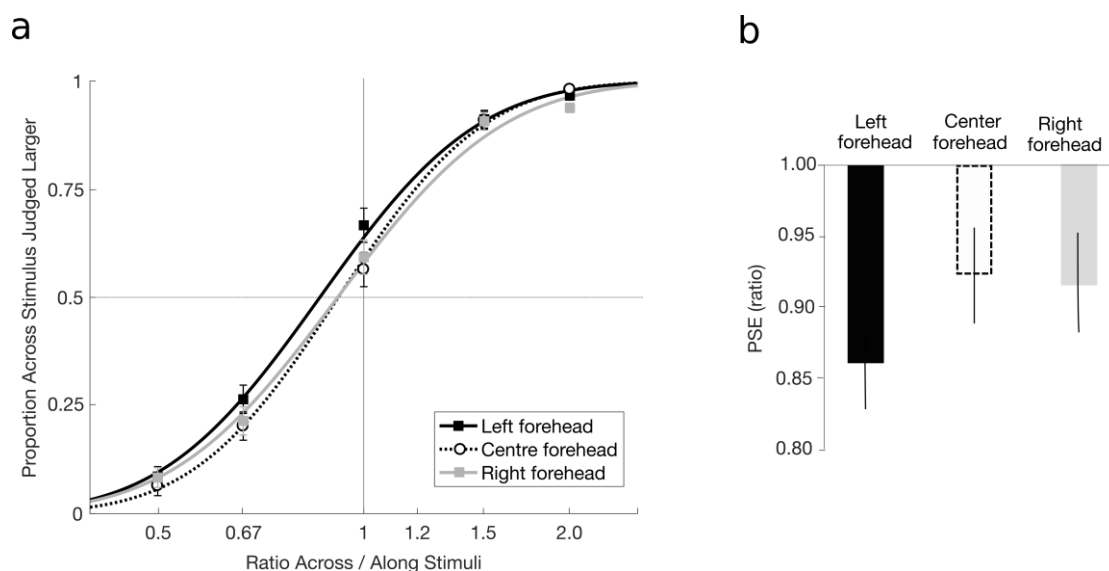 a
Proportion Across Stimulus Judged Larger
1
0.75
0.5
0.25
0
0.5
0.67
1
1.2
1.5
2.0
Ratio Across / Along Stimuli
Left forehead
Centre forehead
Right forehead
b
Left
forehead
Center
forehead
Right
forehead
PSE (ratio)
1.00
0.95
0.90
0.85
0.80